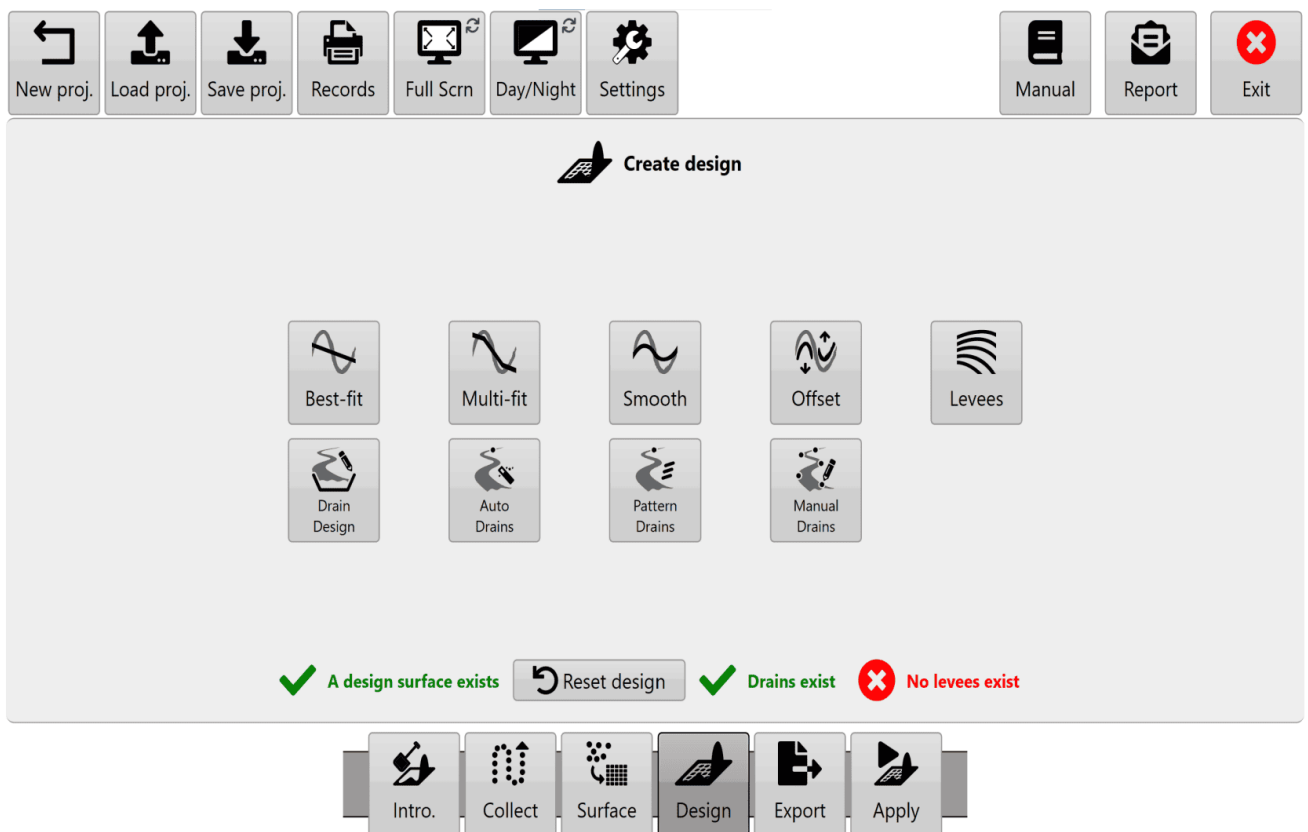 New proj.
Load proj.
Save proj.
Records
Full Scrn
Day/Night
Settings
Manual
Report
Exit
Create design
Best-fit
Multi-fit
Smooth
Offset
Levees
Drain
Design
Auto
Drains
Pattern
Drains
Manual
Drains
A design surface exists
Reset design
Drains exist
No levees exist
Intro.
Collect
Surface
Design
Export
Apply